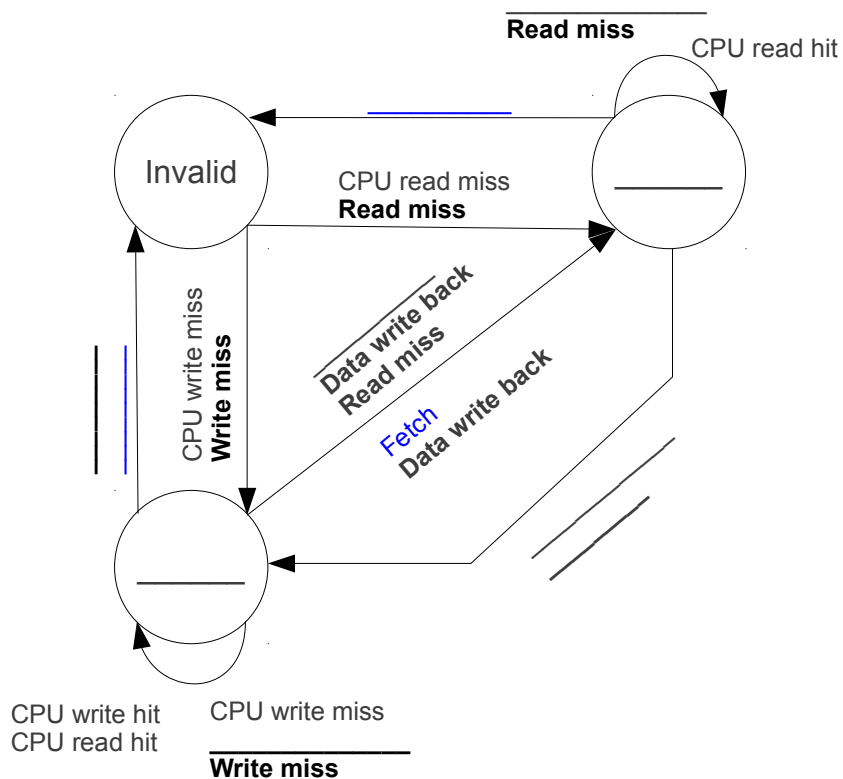 Read miss
CPU read hit
Invalid
CPU read miss
Read miss
CPU write miss
Write miss
Data write back
Read miss
Fetch
Data write back
CPU write hit
CPU read hit
CPU write miss
Write miss